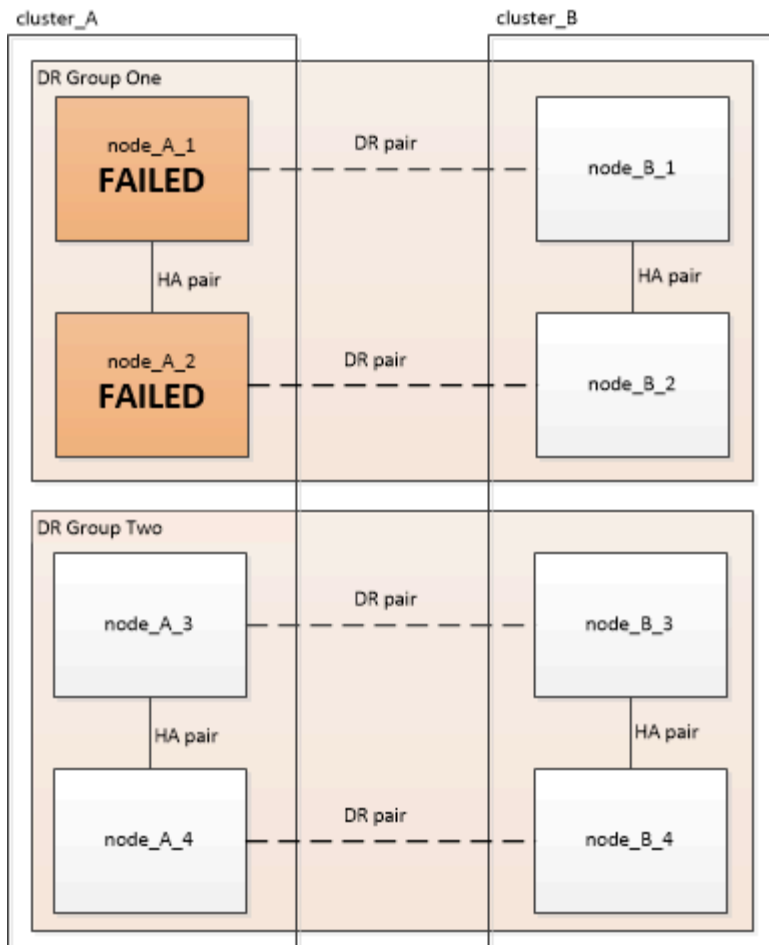 cluster_A
cluster_B
DR Group One
node_A_1
FAILED
DR pair
node_B_1
HA pair
HA pair
node_A_2
FAILED
DR pair
node_B_2
DR Group Two
node_A_3
DR pair
node_B_3
HA pair
HA pair
node_A_4
DR pair
node_B_4